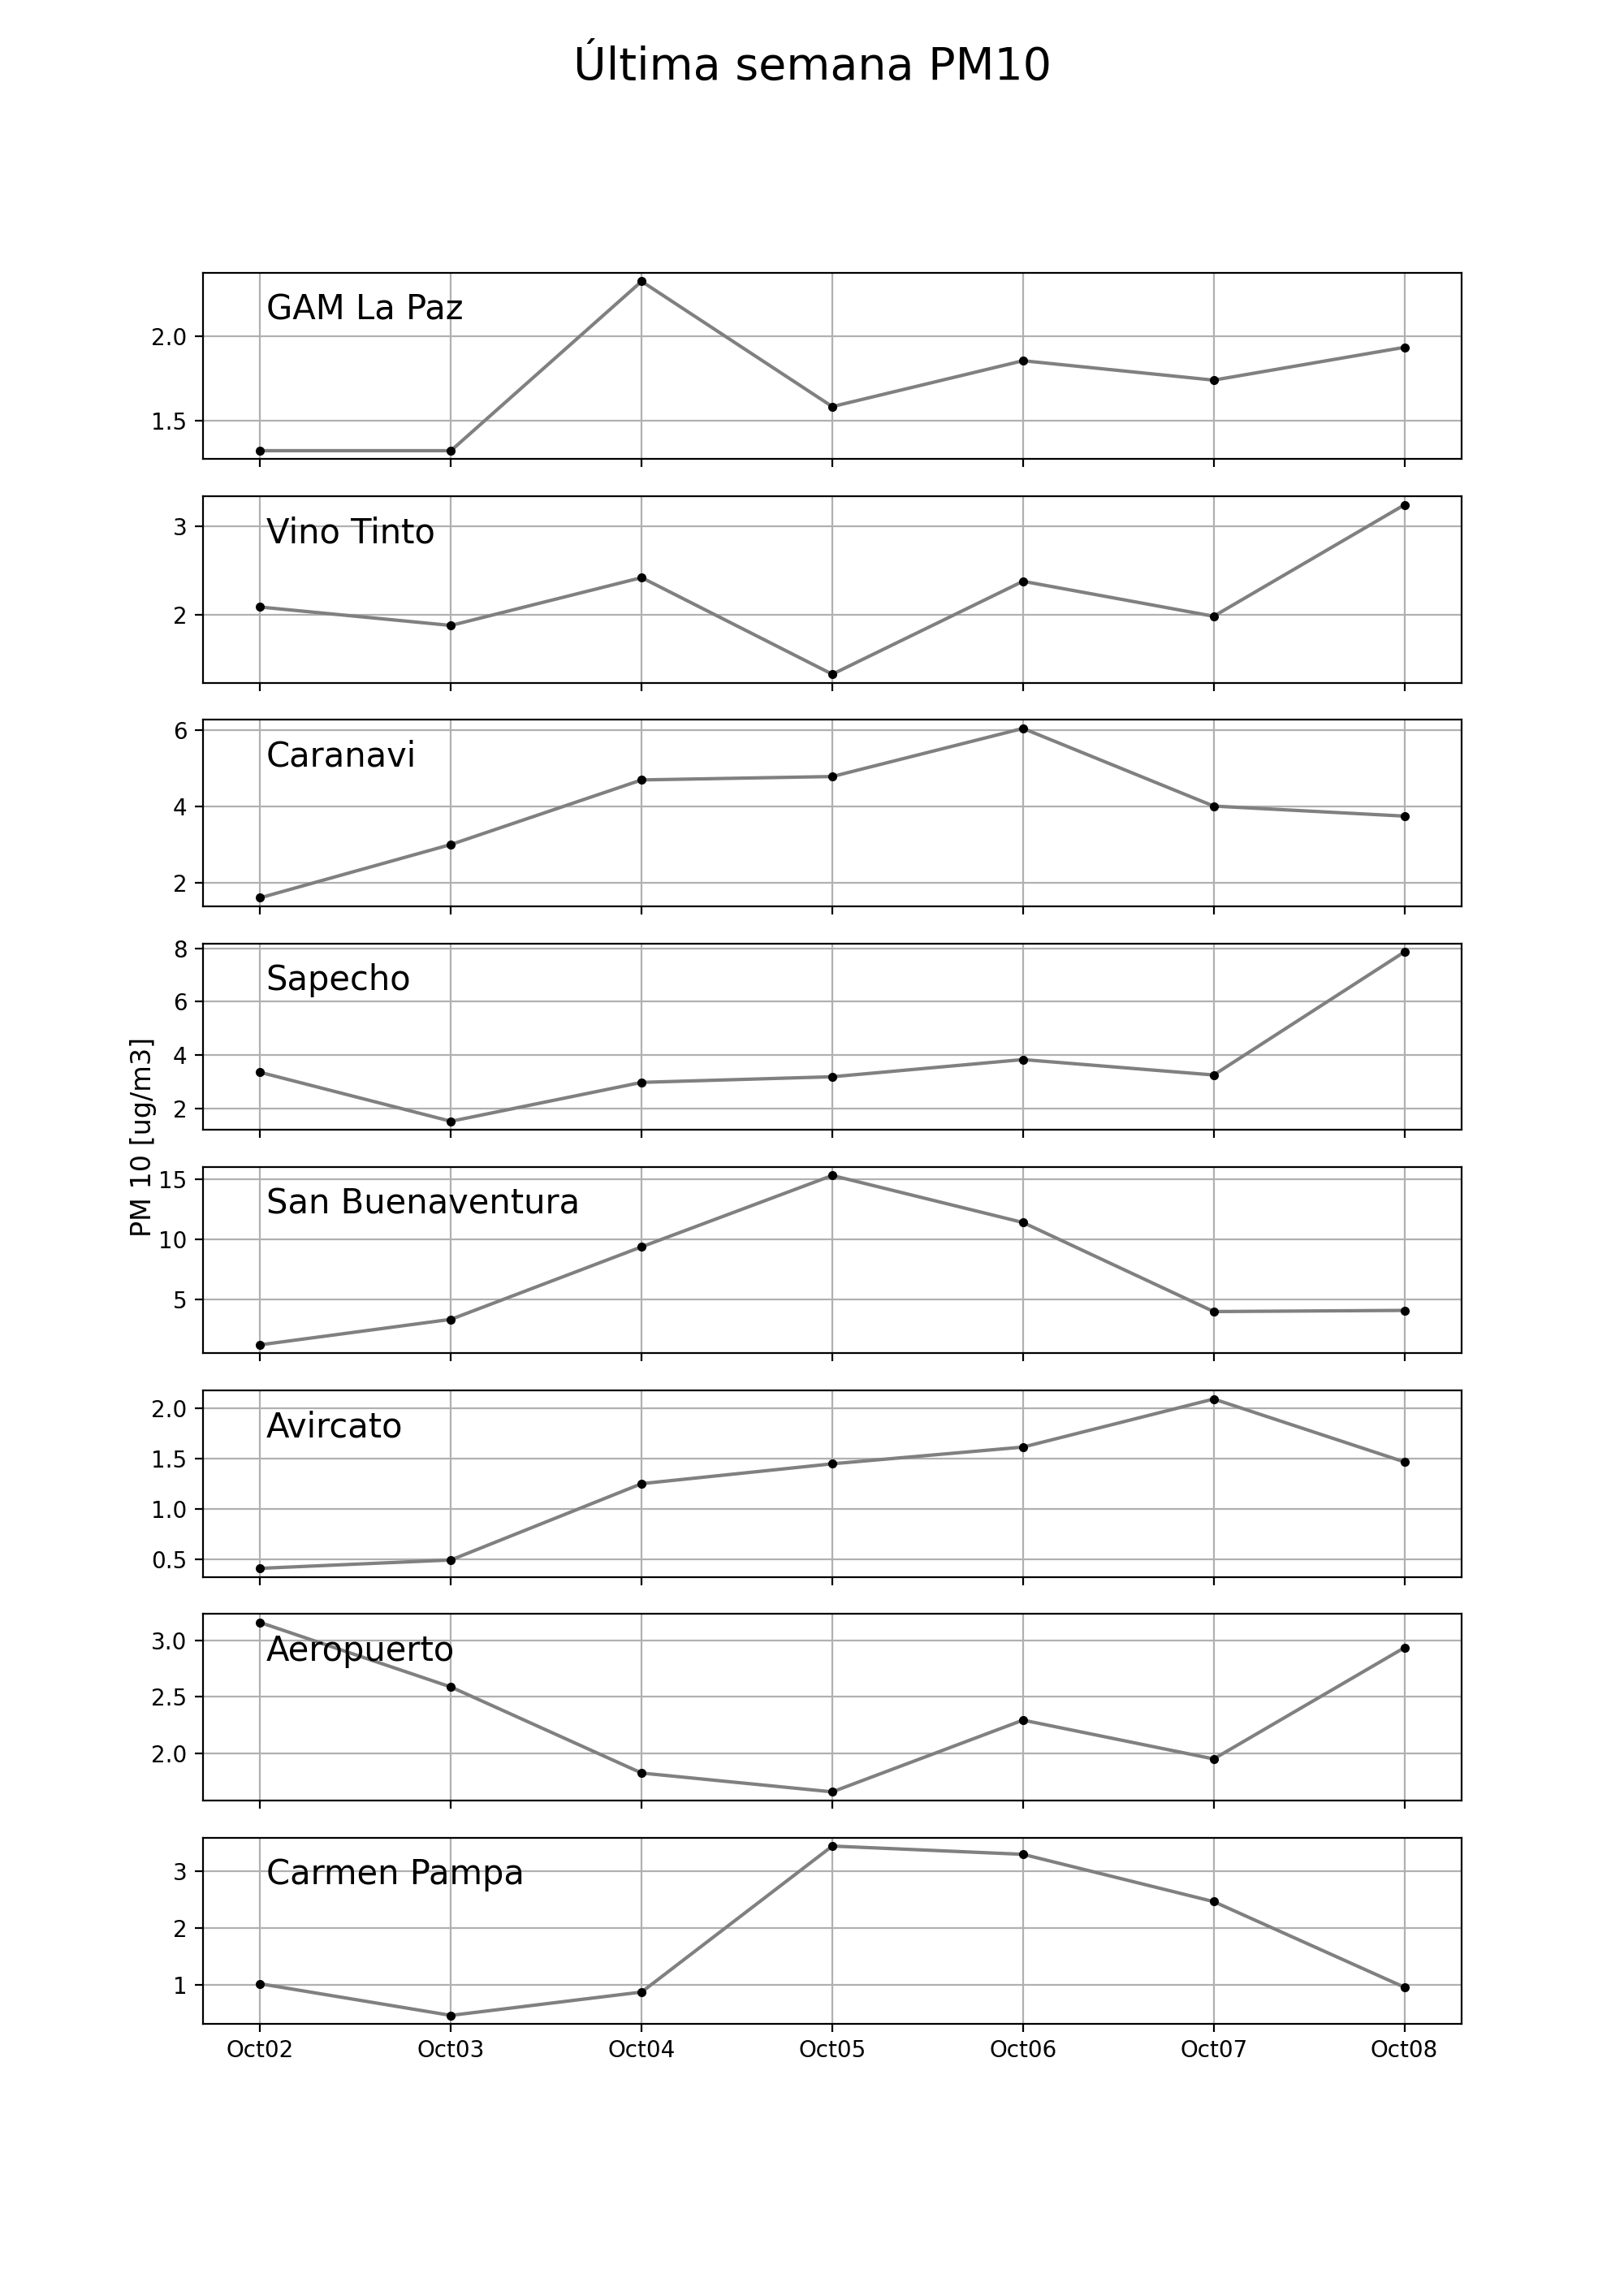 Última semana PM10
GAM La Paz
2.0
1.5
Vino Tinto
3
2
Caranavi
6
4
2
Sapecho
8
6
4
2
PM 10 [ug/m3]
San Buenaventura
15
10
5
Avircato
2.0
1.5
1.0
0.5
Aeropuerto
3.0
2.5
2.0
Carmen Pampa
3
2
1
Oct02 Oct03 Oct04 Oct05 Oct06 Oct07 Oct08